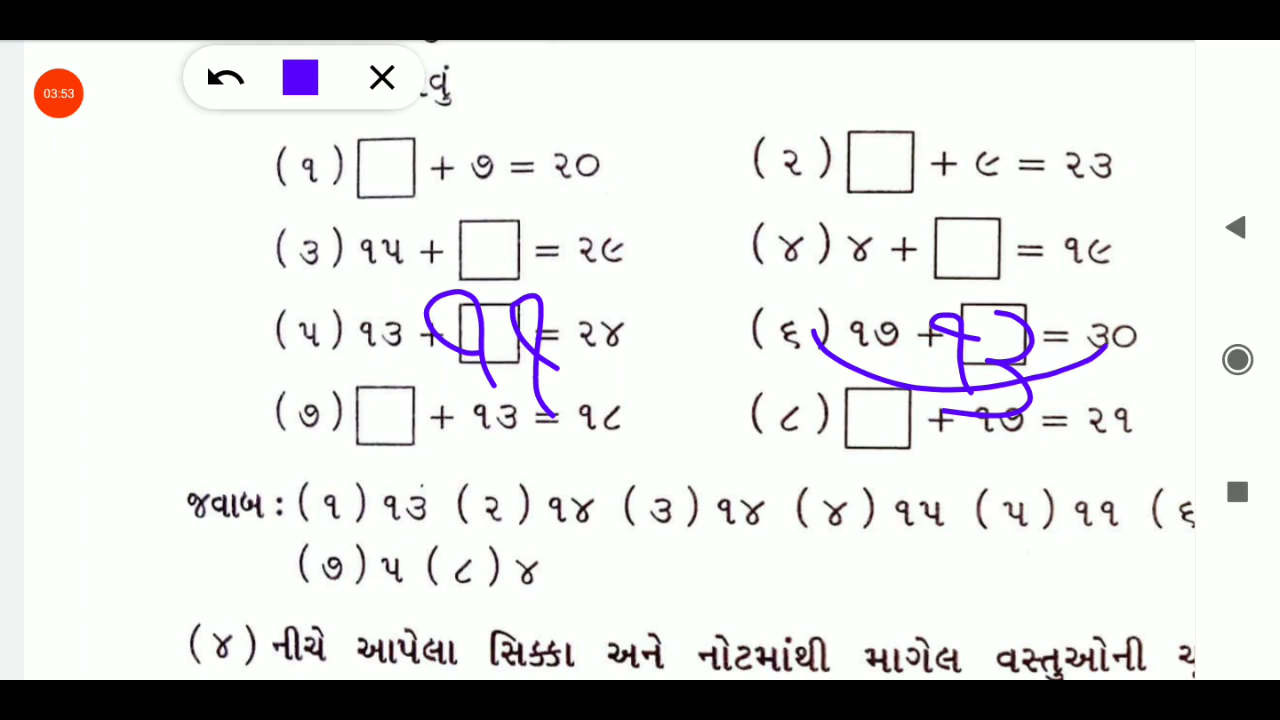 03:53
વું
(૧) □ + ૭ = ૨૦ (૨) □ + ૯ = ૨૩
(૩) ૧૫ + □ = ૨૯ (૪) ૪ + □ = ૧૯
(૫) ૧૩ + □ = ૨૪ (૬) ૧૭ + □ = ૩૦
(૭) □ + ૧૩ = ૧૮ (૮) □ + ૧૭ = ૨૧
જવાબ : (૧) ૧૩ (૨) ૧૪ (૩) ૧૪ (૪) ૧૫ (૫) ૧૧ (૬
(૭) ૫ (૮) ૪
(૪) નીચે આપેલા સિક્કા અને નોટમાંથી માગેલ વસ્તુઓની